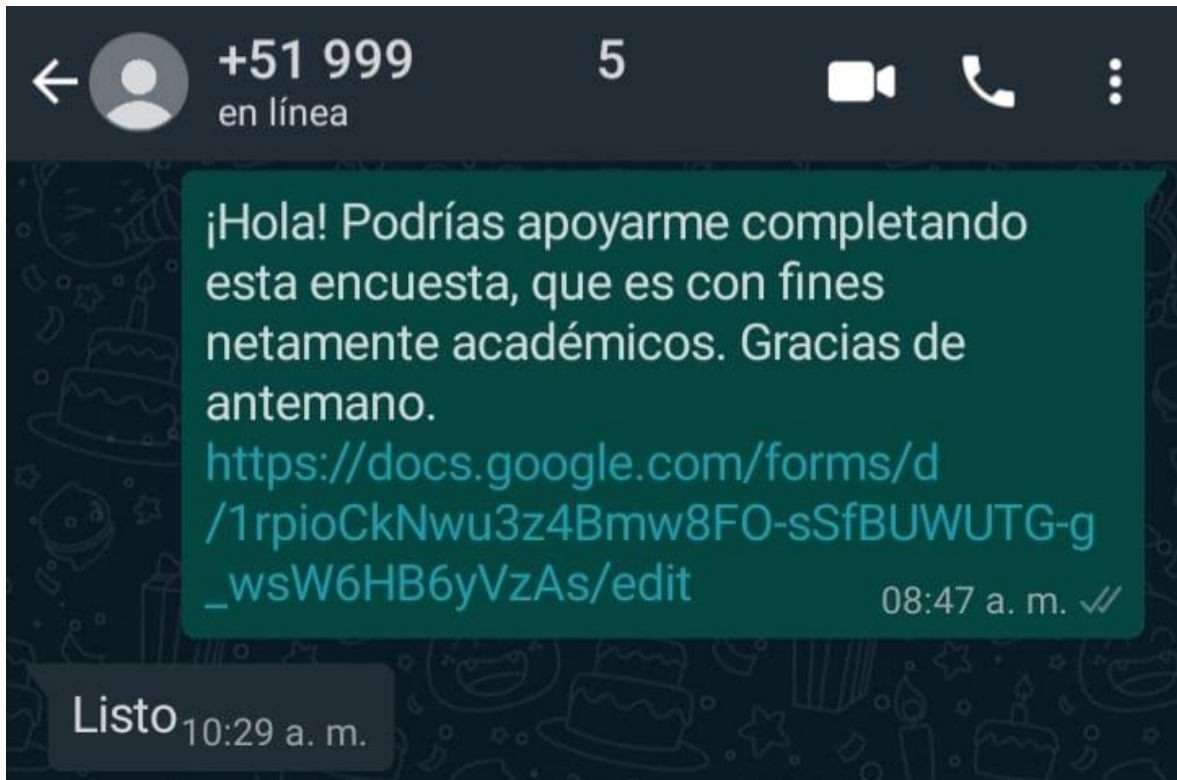 +51 999 5
en línea
¡Hola! Podrías apoyarme completando
esta encuesta, que es con fines
netamente académicos. Gracias de
antemano.
https://docs.google.com/forms/d
/1rpioCkNwu3z4Bmw8FO-sSfBUWUTG-g
_wsW6HB6yVzAs/edit
08:47 a. m.
Listo 10:29 a. m.